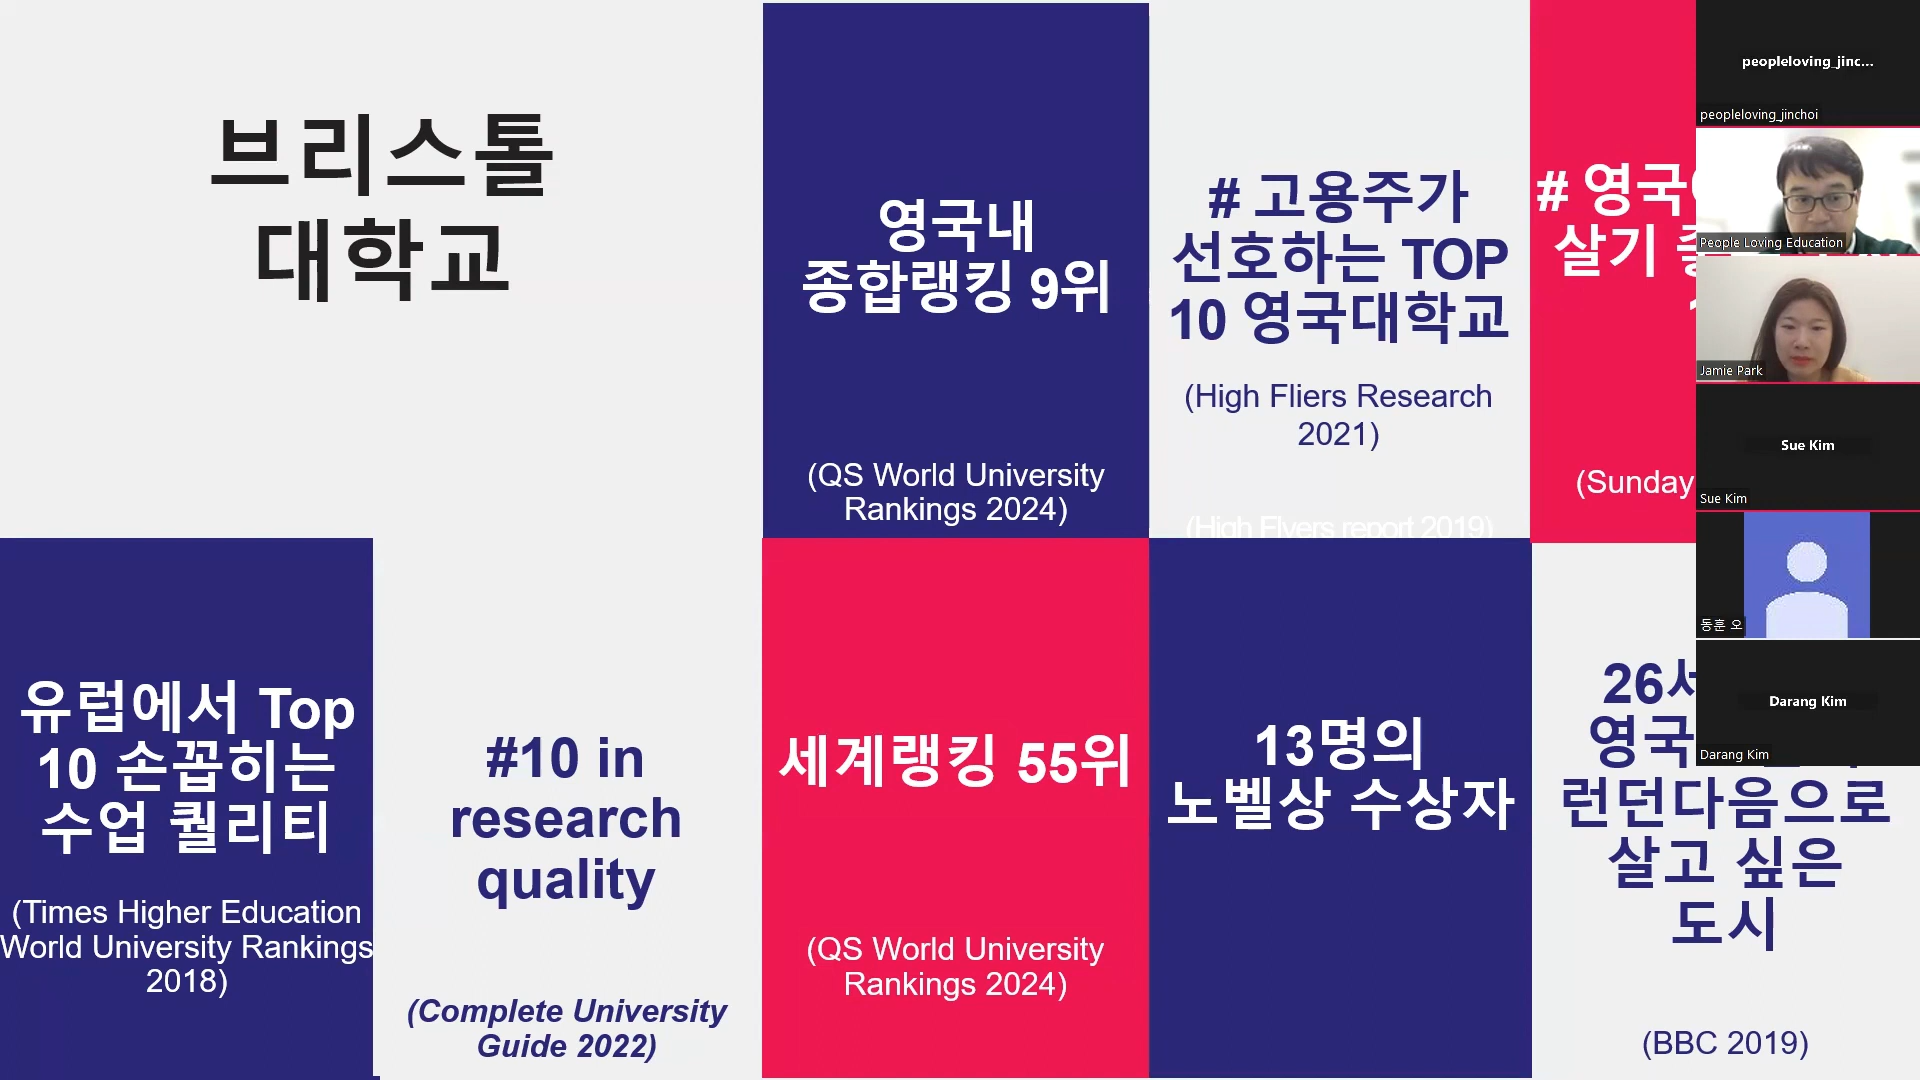 브리스톨
대학교
영국내
종합랭킹 9위
(QS World University
Rankings 2024)
# 고용주가
선호하는 TOP
10 영국대학교
(High Fliers Research
2021)
(High Flyers report 2019)
# 영국
살기
(Sunday
유럽에서 Top
10 손꼽히는
수업 퀄리티
(Times Higher Education
World University Rankings
2018)
#10 in
research
quality
(Complete University
Guide 2022)
세계랭킹 55위
(QS World University
Rankings 2024)
13명의
노벨상 수상자
영국
런던다음으로
살고 싶은
도시
(BBC 2019)
peopleloving_jinc...
peopleloving_jinchoi
People Loving Education
Jamie Park
Sue Kim
Sue Kim
동훈 오
Darang Kim
Darang Kim